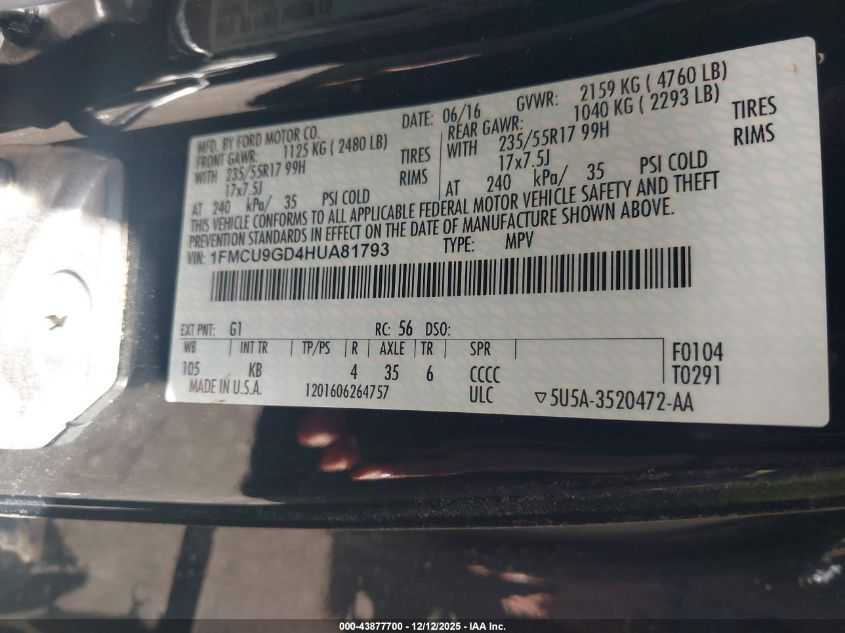 MFD. BY FORD MOTOR CO.
DATE: 06/16 GVWR: 2159 KG ( 4760 LB)
FRONT GAWR: 1125 KG ( 2480 LB)
REAR GAWR: 1040 KG ( 2293 LB)
WITH 235/55R17 99H TIRES
WITH 235/55R17 99H TIRES
17x7.5J RIMS
17x7.5J RIMS
AT 240 kPa/ 35 PSI COLD
AT 240 kPa/ 35 PSI COLD
THIS VEHICLE CONFORMS TO ALL APPLICABLE FEDERAL MOTOR VEHICLE SAFETY AND THEFT
PREVENTION STANDARDS IN EFFECT ON THE DATE OF MANUFACTURE SHOWN ABOVE.
VIN: 1FMCU9GD4HUA81793 TYPE: MPV
EXT PNT: G1 RC: 56 DSO:
WB INT TR TP/PS R AXLE TR SPR
F0104
105 KB 4 35 6 CCCC
T0291
MADE IN U.S.A. 1201606264757 ULC ▽5U5A-3520472-AA
000-43877700 - 12/12/2025 - IAA Inc.